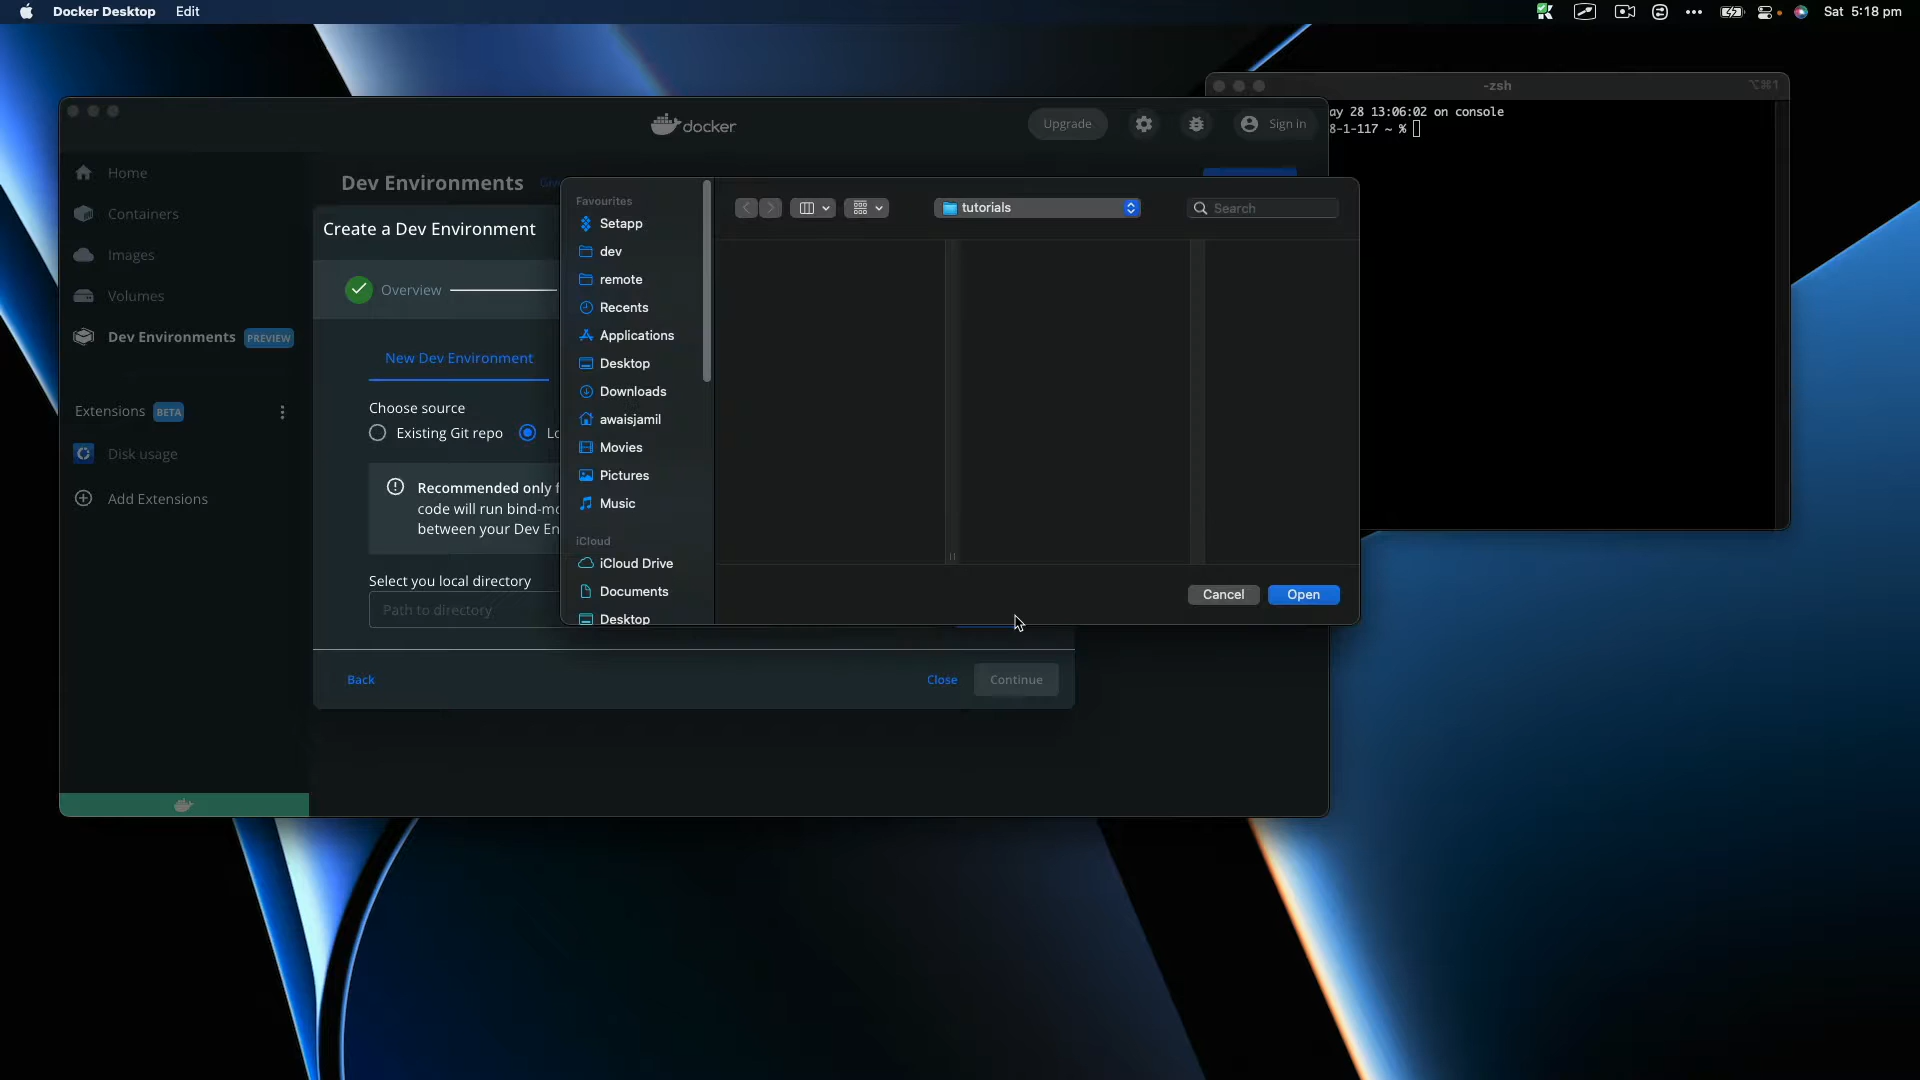 Docker Desktop Edit
Sat 5:18 pm
-zsh
⌥⌘1
ay 28 13:06:02 on console
8-1-117 ~ %
docker
Upgrade
Sign in
Home
Containers
Images
Volumes
Dev Environments PREVIEW
Extensions BETA
Disk usage
Add Extensions
Dev Environments
Create a Dev Environment
Overview
New Dev Environment
Choose source
Existing Git repo
Lo
Recommended only f
code will run bind-mo
between your Dev En
Select you local directory
Path to directory
Back
Close
Continue
Favourites
Setapp
dev
remote
Recents
Applications
Desktop
Downloads
awaisjamil
Movies
Pictures
Music
iCloud
iCloud Drive
Documents
Desktop
tutorials
Search
Cancel
Open